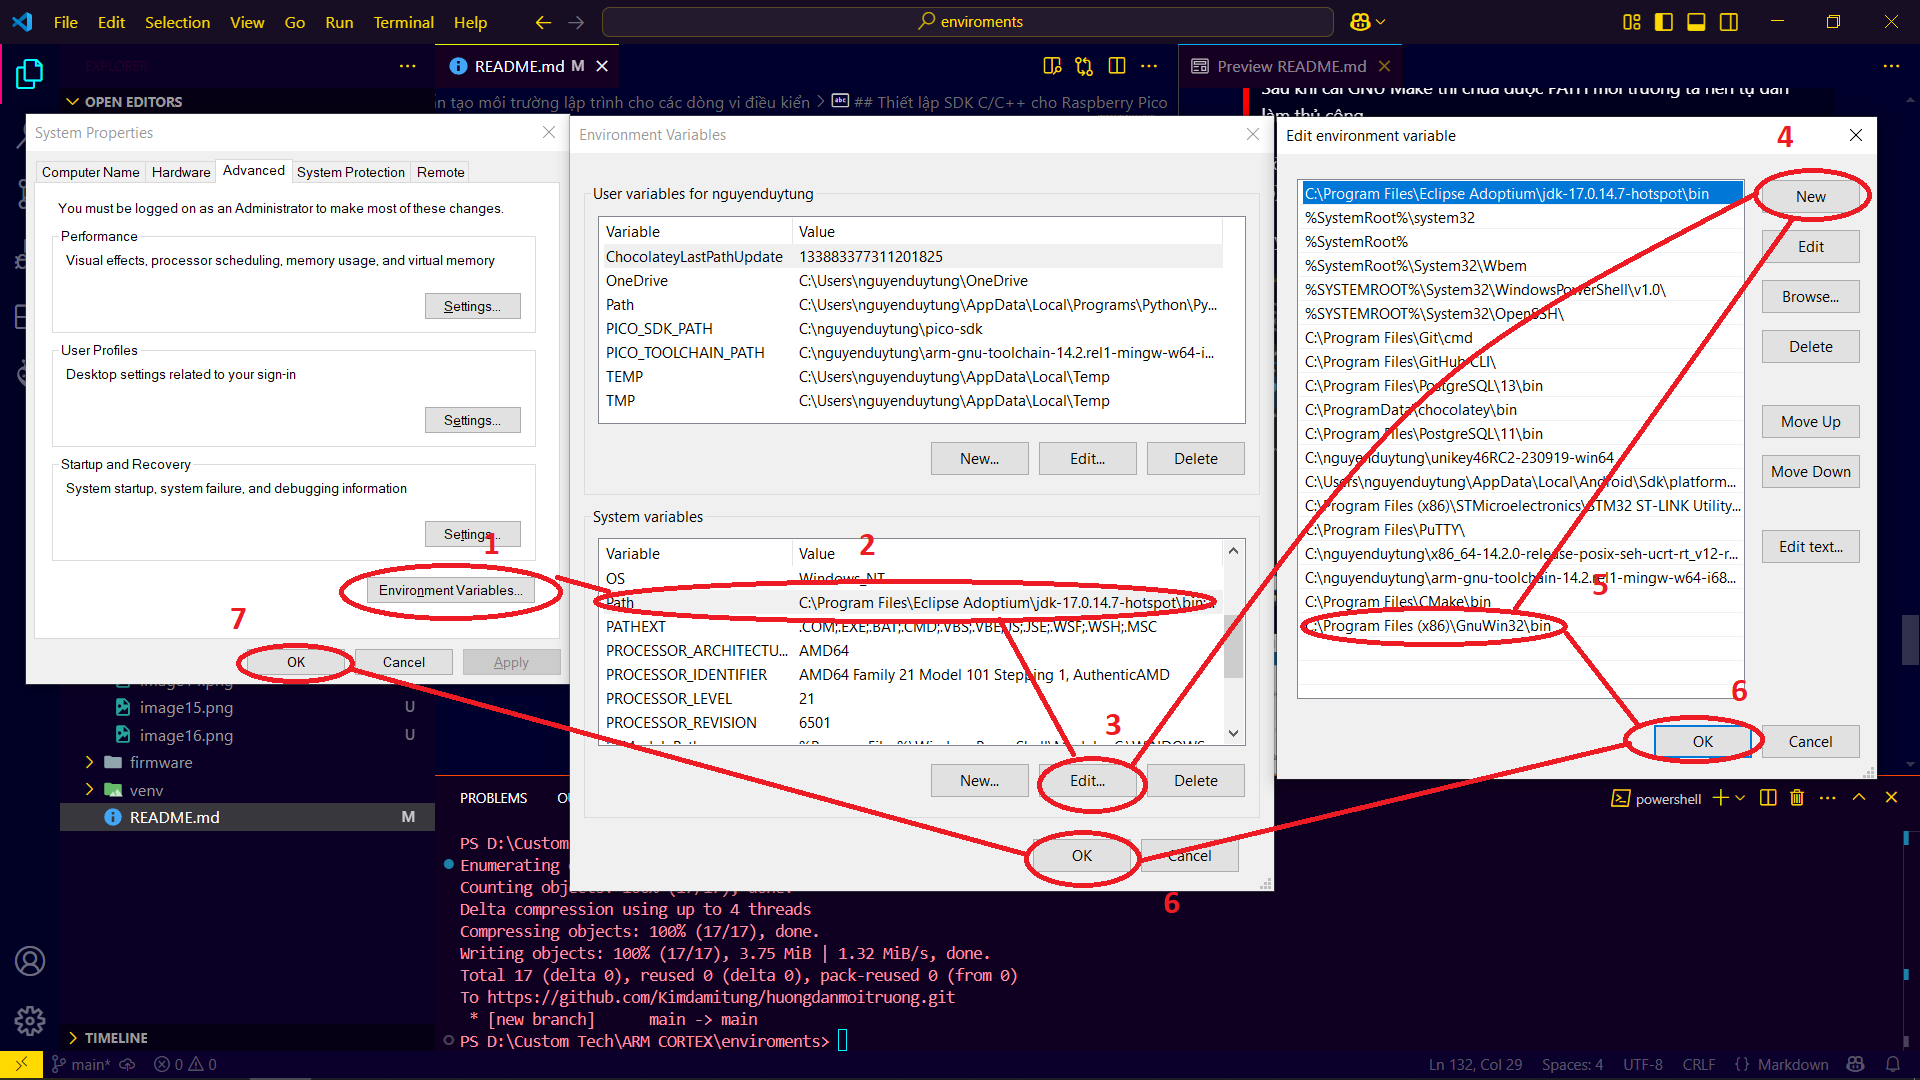 File Edit Selection View Go Run Terminal Help
enviroments
EXPLORER
README.md M
Preview README.md
OPEN EDITORS
tạo môi trường lập trình cho các dòng vi điều kiển > ## Thiết lập SDK C/C++ cho Raspberry Pico
Sau khi cài GNU Make thì chưa được PATH môi trường ta nên tự dẫn
làm thủ công
System Properties
Computer Name Hardware Advanced System Protection Remote
You must be logged on as an Administrator to make most of these changes.
Performance
Visual effects, processor scheduling, memory usage, and virtual memory
Settings...
User Profiles
Desktop settings related to your sign-in
Settings...
Startup and Recovery
System startup, system failure, and debugging information
Settings...
1
Environment Variables...
7
OK Cancel Apply
Environment Variables
User variables for nguyenduytung
Variable Value
ChocolateyLastPathUpdate 133883377311201825
OneDrive C:\Users\nguyenduytung\OneDrive
Path C:\Users\nguyenduytung\AppData\Local\Programs\Python\Py...
PICO_SDK_PATH C:\nguyenduytung\pico-sdk
PICO_TOOLCHAIN_PATH C:\nguyenduytung\arm-gnu-toolchain-14.2.rel1-mingw-w64-i...
TEMP C:\Users\nguyenduytung\AppData\Local\Temp
TMP C:\Users\nguyenduytung\AppData\Local\Temp
New... Edit... Delete
System variables
Variable Value
2
OS Windows_NT
Path C:\Program Files\Eclipse Adoptium\jdk-17.0.14.7-hotspot\bin;...
PATHEXT .COM;.EXE;.BAT;.CMD;.VBS;.VBE;.JS;.JSE;.WSF;.WSH;.MSC
PROCESSOR_ARCHITECTU... AMD64
PROCESSOR_IDENTIFIER AMD64 Family 21 Model 101 Stepping 1, AuthenticAMD
PROCESSOR_LEVEL 21
PROCESSOR_REVISION 6501
3
New... Edit... Delete
OK Cancel
6
Edit environment variable
4
C:\Program Files\Eclipse Adoptium\jdk-17.0.14.7-hotspot\bin
%SystemRoot%\system32
%SystemRoot%
%SystemRoot%\System32\Wbem
%SYSTEMROOT%\System32\WindowsPowerShell\v1.0\
%SYSTEMROOT%\System32\OpenSSH\
C:\Program Files\Git\cmd
C:\Program Files\GitHub CLI\
C:\Program Files\PostgreSQL\13\bin
C:\ProgramData\chocolatey\bin
C:\Program Files\PostgreSQL\11\bin
C:\nguyenduytung\unikey46RC2-230919-win64
C:\Users\nguyenduytung\AppData\Local\Android\Sdk\platform...
C:\Program Files (x86)\STMicroelectronics\STM32 ST-LINK Utility...
C:\Program Files\PuTTY\
C:\nguyenduytung\x86_64-14.2.0-release-posix-seh-ucrt-rt_v12-r...
C:\nguyenduytung\arm-gnu-toolchain-14.2.rel1-mingw-w64-i68...
C:\Program Files\CMake\bin
5
C:\Program Files (x86)\GnuWin32\bin
New
Edit
Browse...
Delete
Move Up
Move Down
Edit text...
6
OK Cancel
image14.png
image15.png U
image16.png U
firmware
venv
README.md M
TIMELINE
PROBLEMS
powershell
PS D:\Custom
Enumerating
Counting objects: 100% (17/17), done.
Delta compression using up to 4 threads
Compressing objects: 100% (17/17), done.
Writing objects: 100% (17/17), 3.75 MiB | 1.32 MiB/s, done.
Total 17 (delta 0), reused 0 (delta 0), pack-reused 0 (from 0)
To https://github.com/Kimdamitung/huongdanmoitruong.git
* [new branch] main -> main
PS D:\Custom Tech\ARM CORTEX\enviroments>
main* 0 0
Ln 132, Col 29 Spaces: 4 UTF-8 CRLF {} Markdown